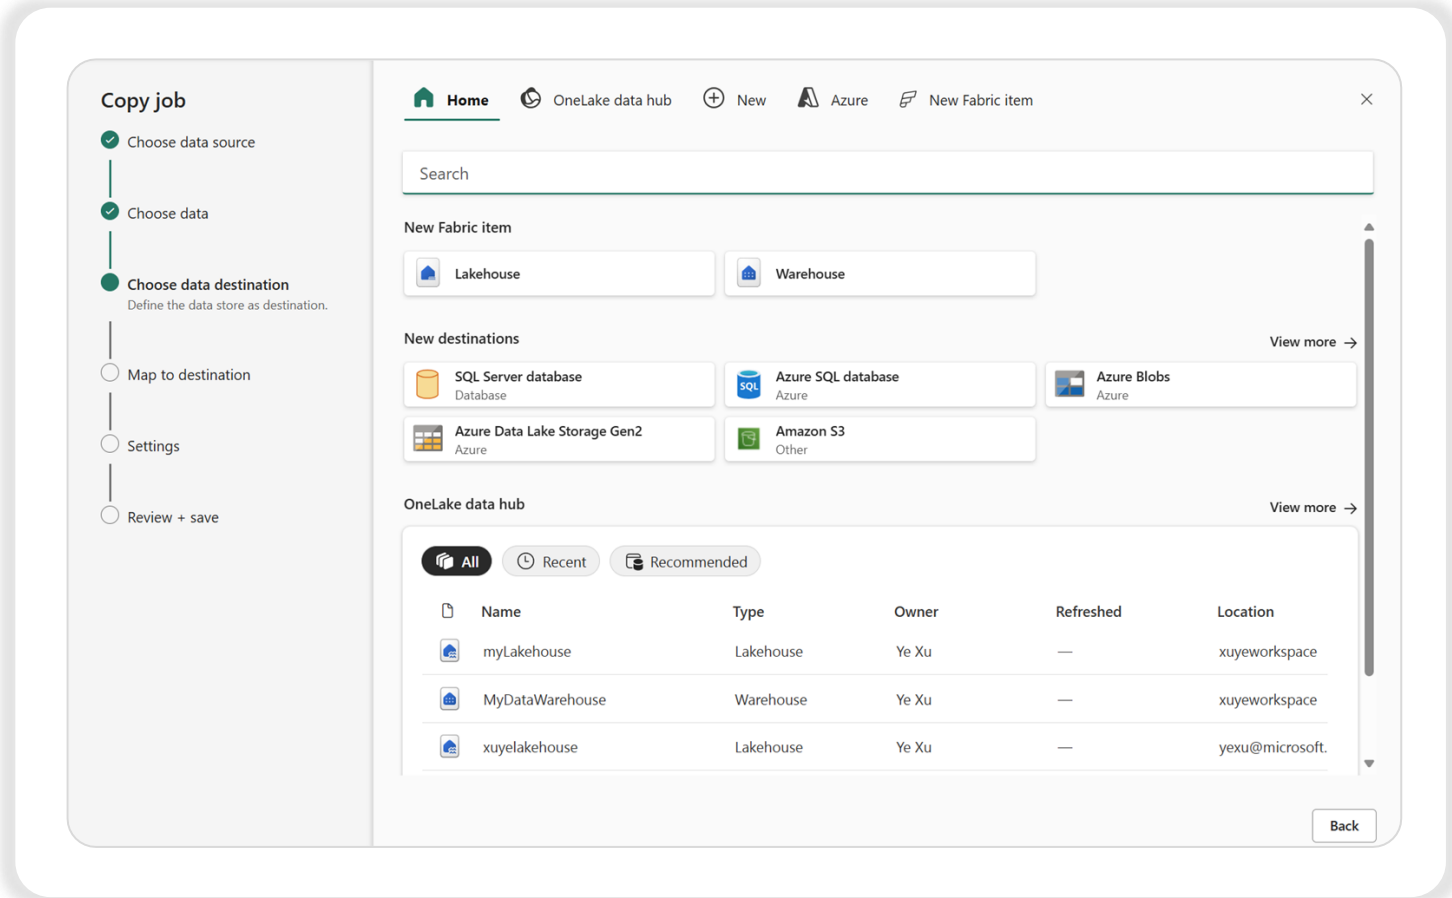 Copy job
Choose data source
Choose data
Choose data destination
Define the data store as destination.
Map to destination
Settings
Review + save
Home
OneLake data hub
New
Azure
New Fabric item
Search
New Fabric item
Lakehouse
Warehouse
New destinations
View more
SQL Server database
Database
SQL
Azure SQL database
Azure
Azure Blobs
Azure
Azure Data Lake Storage Gen2
Azure
Amazon S3
Other
OneLake data hub
View more
All
Recent
Recommended
Name Type Owner Refreshed Location
myLakehouse Lakehouse Ye Xu — xuyeworkspace
MyDataWarehouse Warehouse Ye Xu — xuyeworkspace
xuyelakehouse Lakehouse Ye Xu — yexu@microsoft.
Back